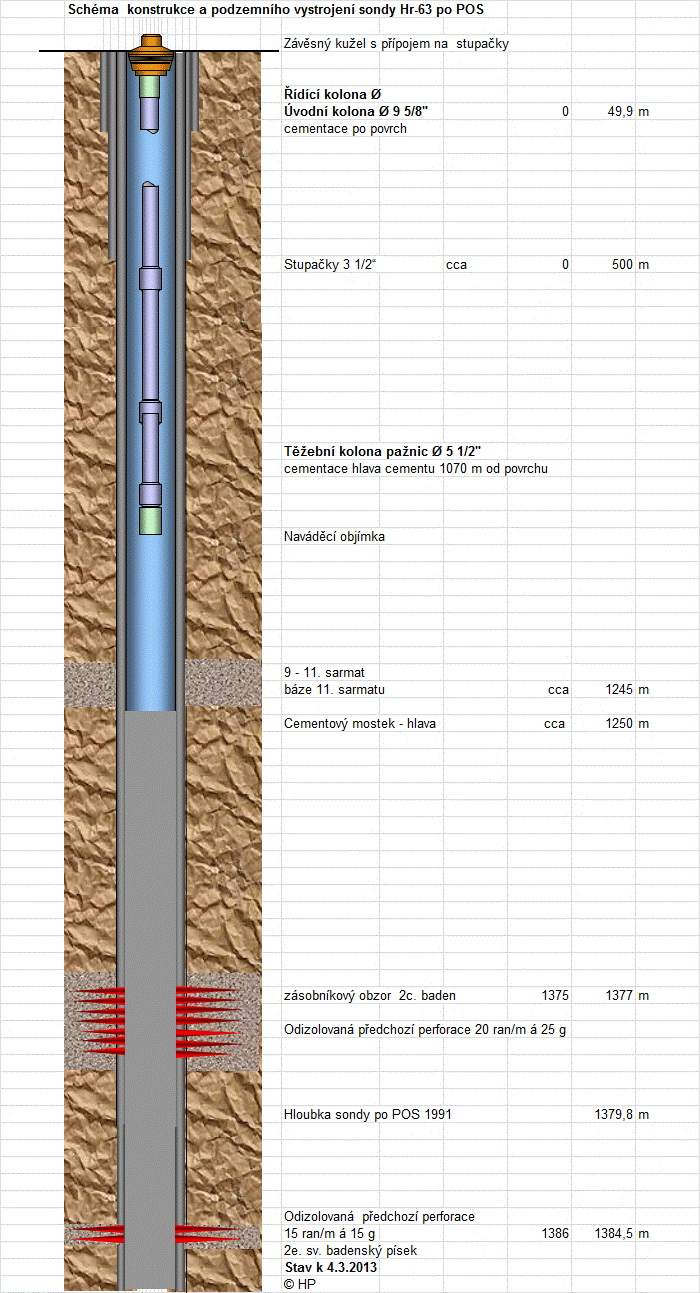 Schéma konstrukce a podzemního vystrojení sondy Hr-63 po POS
Závěsný kužel s přípojem na stupačky
Řídící kolona Ø
Úvodní kolona Ø 9 5/8" 0 49,9 m
cementace po povrch
Stupačky 3 1/2“ cca 0 500 m
Těžební kolona pažnic Ø 5 1/2"
cementace hlava cementu 1070 m od povrchu
Naváděcí objímka
9 - 11. sarmat
báze 11. sarmatu cca 1245 m
Cementový mostek - hlava cca 1250 m
zásobníkový obzor 2c. baden 1375 1377 m
Odizolovaná předchozí perforace 20 ran/m á 25 g
Hloubka sondy po POS 1991 1379,8 m
Odizolovaná předchozí perforace
15 ran/m á 15 g 1386 1384,5 m
2e. sv. badenský písek
Stav k 4.3.2013
© HP